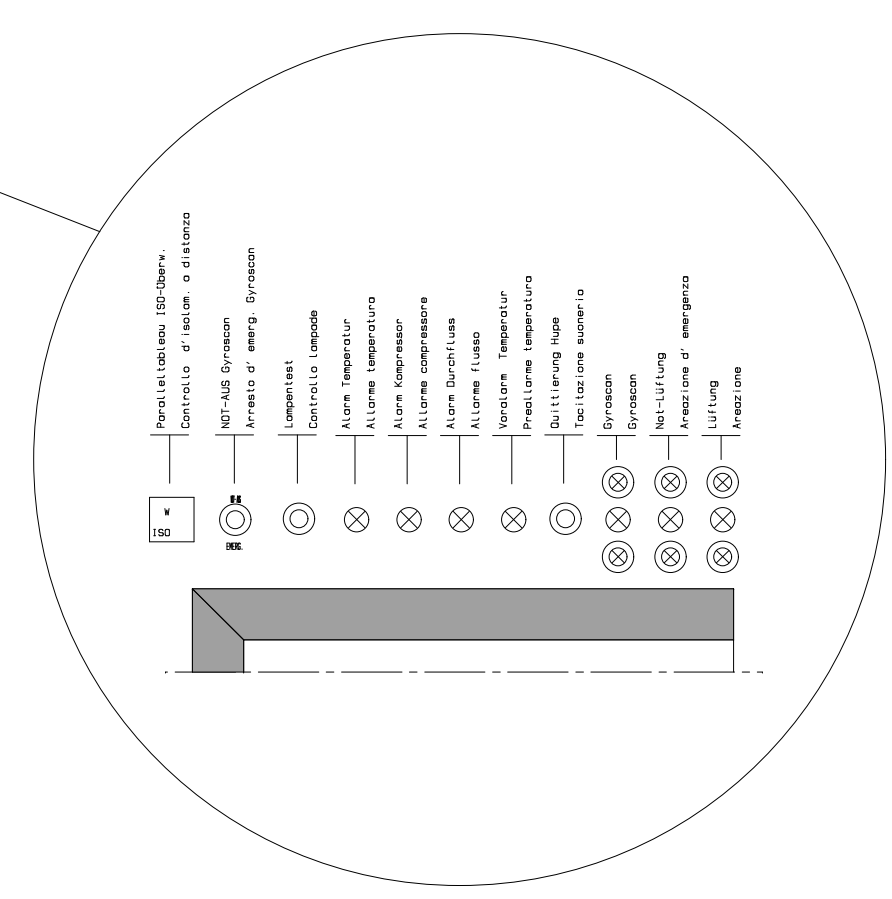 Paralleltableau ISO-Überw.
Controllo d'isolam. a distanza
NOT-AUS Gyroscan
Arresto d' emerg. Gyroscan
Lampentest
Controllo lampade
Alarm Temperatur
Allarme temperatura
Alarm Kompressor
Allarme compressore
Alarm Durchfluss
Allarme flusso
Voralarm Temperatur
Preallarme temperatura
Quittierung Hupe
Tacitazione suoneria
Gyroscan
Gyroscan
Not-Lüftung
Areazione d' emergenza
Lüftung
Areazione
W
ISO
EMERG.